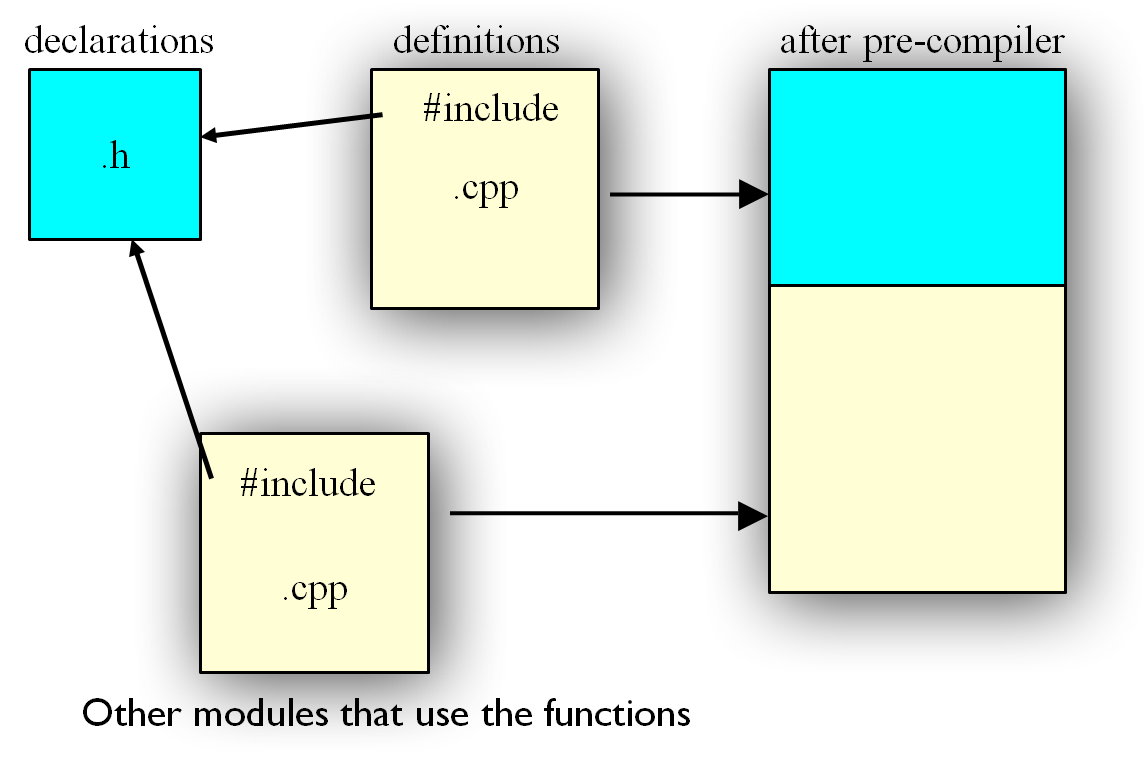 declarations
definitions
after pre-compiler
.h
#include
.cpp
#include
.cpp
Other modules that use the functions